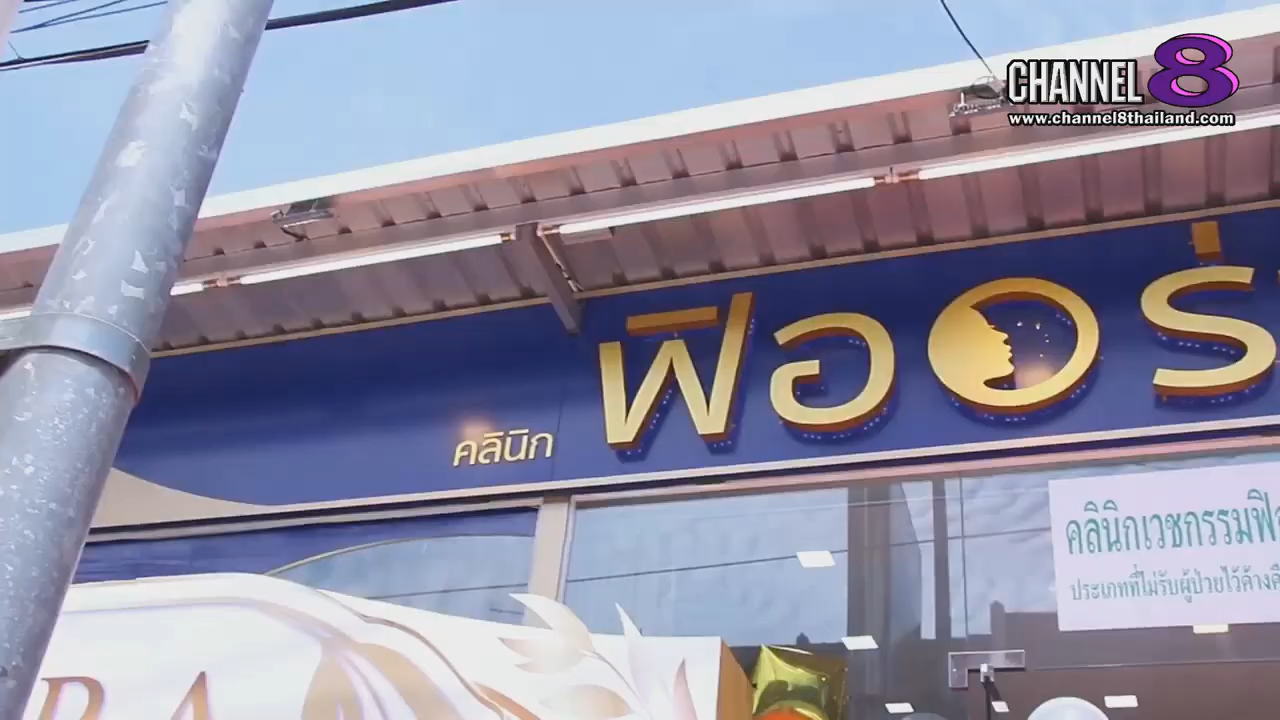 CHANNEL 8
www.channel8thailand.com
คลินิก ฟิออร
คลินิกเวชกรรมฟิ
ประเภทที่ไม่รับผู้ป่วยไว้ค้างคื
RA